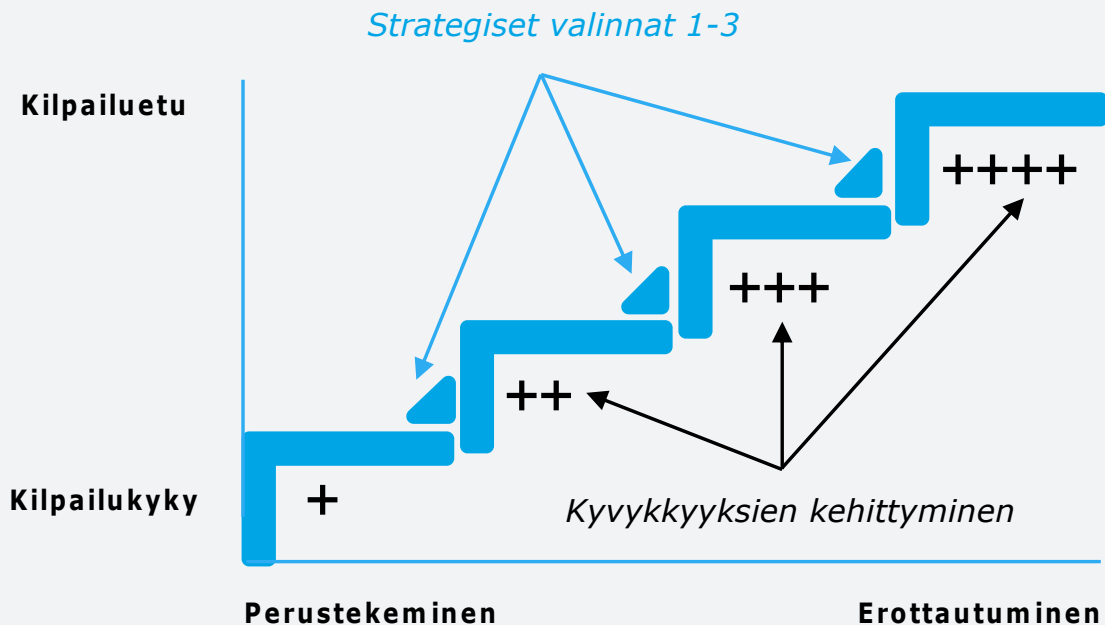 Strategiset valinnat 1-3
Kilpailuetu
++++
+++
++
Kilpailukyky
+
Kyvykkyyksien kehittyminen
Perustekeminen
Erottautuminen